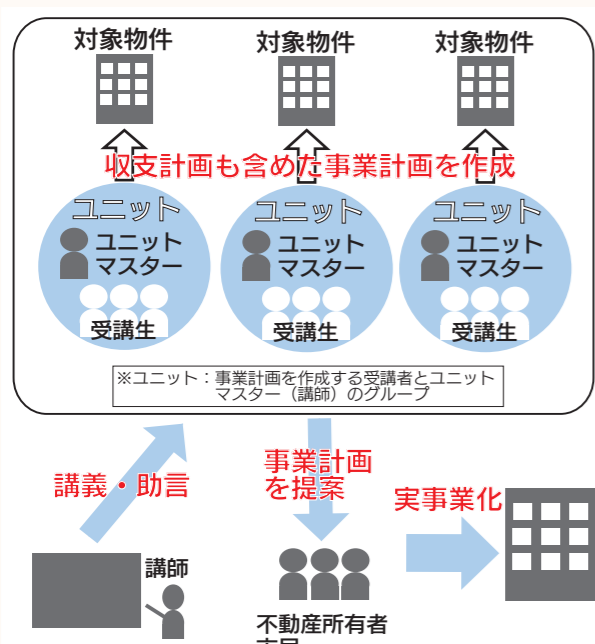 対象物件 対象物件 対象物件
収支計画も含めた事業計画を作成
ユニット ユニット ユニット
ユニット ユニット ユニット
マスター マスター マスター
受講生 受講生 受講生
※ユニット：事業計画を作成する受講者とユニット
マスター（講師）のグループ
講義・助言
事業計画
を提案
実事業化
講師
不動産所有者